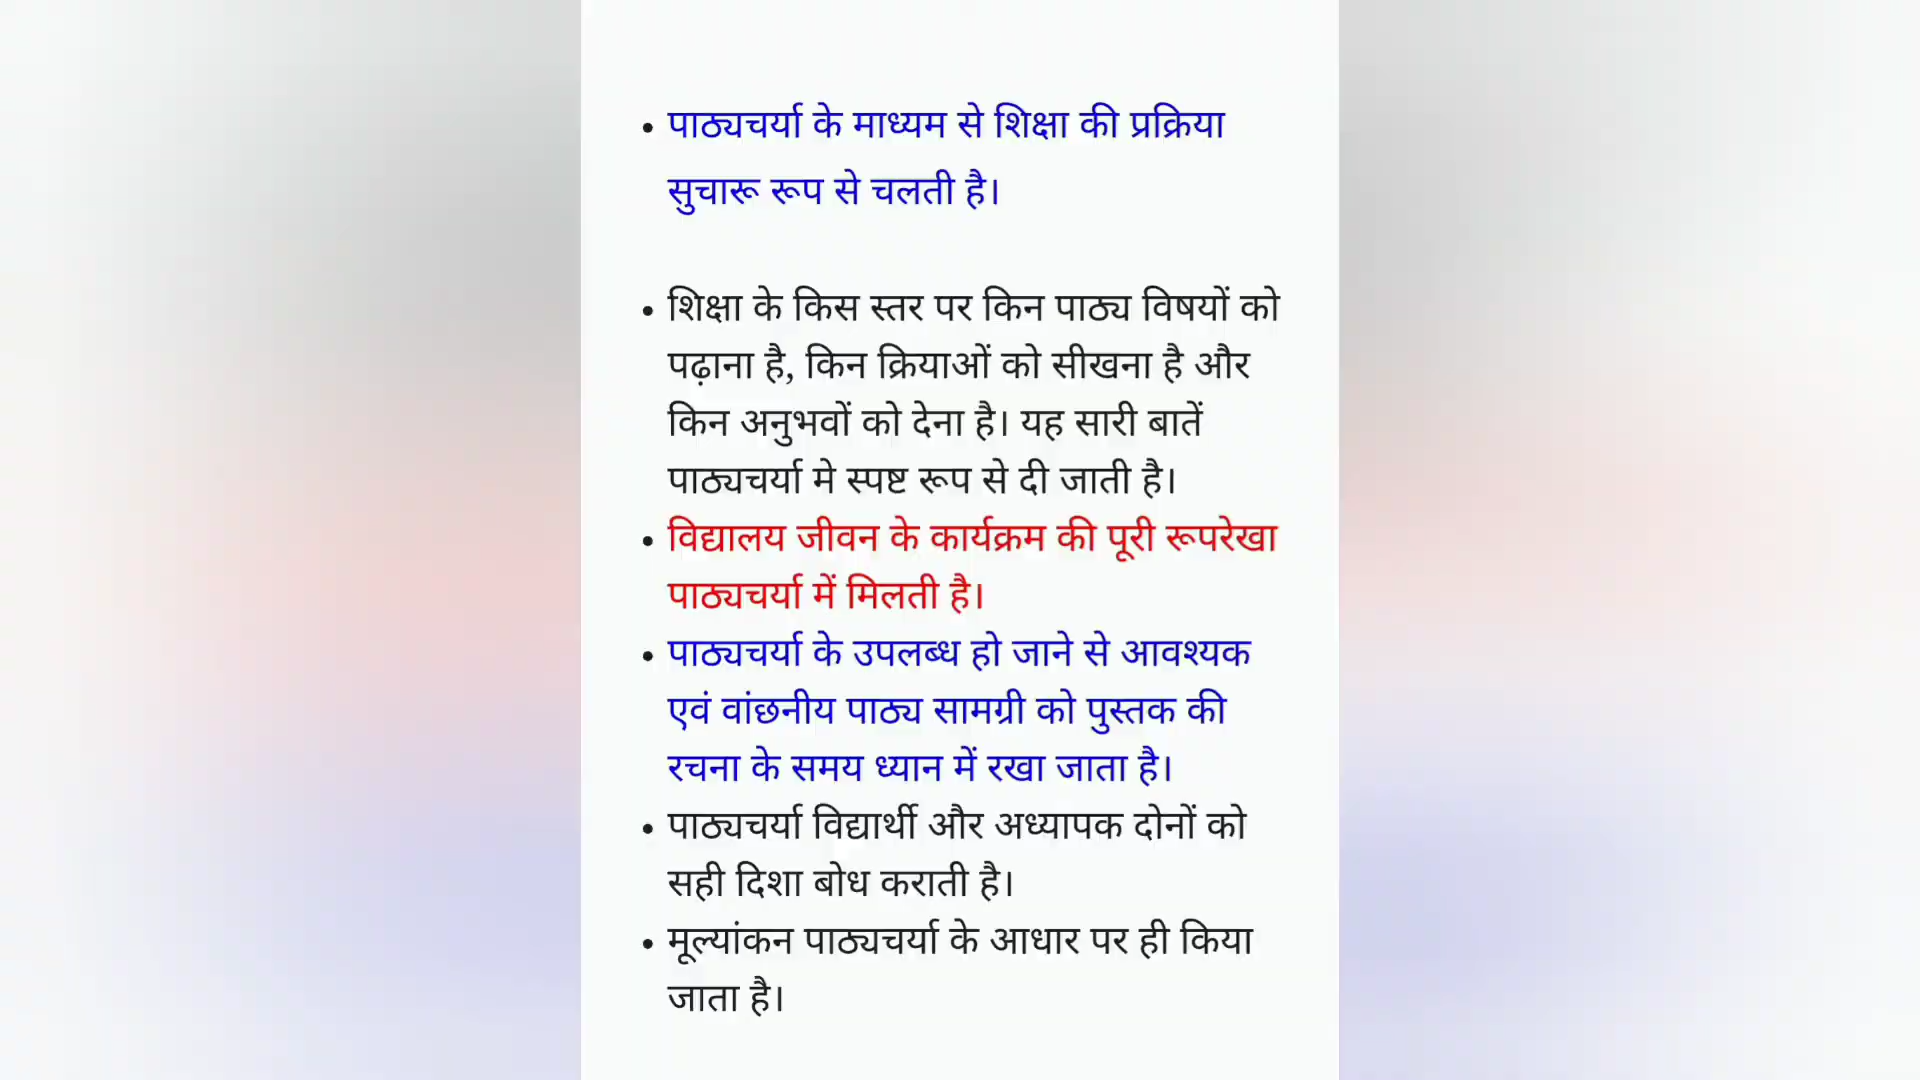 • पाठ्यचर्या के माध्यम से शिक्षा की प्रक्रिया
सुचारू रूप से चलती है।
• शिक्षा के किस स्तर पर किन पाठ्य विषयों को
पढ़ाना है, किन क्रियाओं को सीखना है और
किन अनुभवों को देना है। यह सारी बातें
पाठ्यचर्या मे स्पष्ट रूप से दी जाती है।
• विद्यालय जीवन के कार्यक्रम की पूरी रूपरेखा
पाठ्यचर्या में मिलती है।
• पाठ्यचर्या के उपलब्ध हो जाने से आवश्यक
एवं वांछनीय पाठ्य सामग्री को पुस्तक की
रचना के समय ध्यान में रखा जाता है।
• पाठ्यचर्या विद्यार्थी और अध्यापक दोनों को
सही दिशा बोध कराती है।
• मूल्यांकन पाठ्यचर्या के आधार पर ही किया
जाता है।